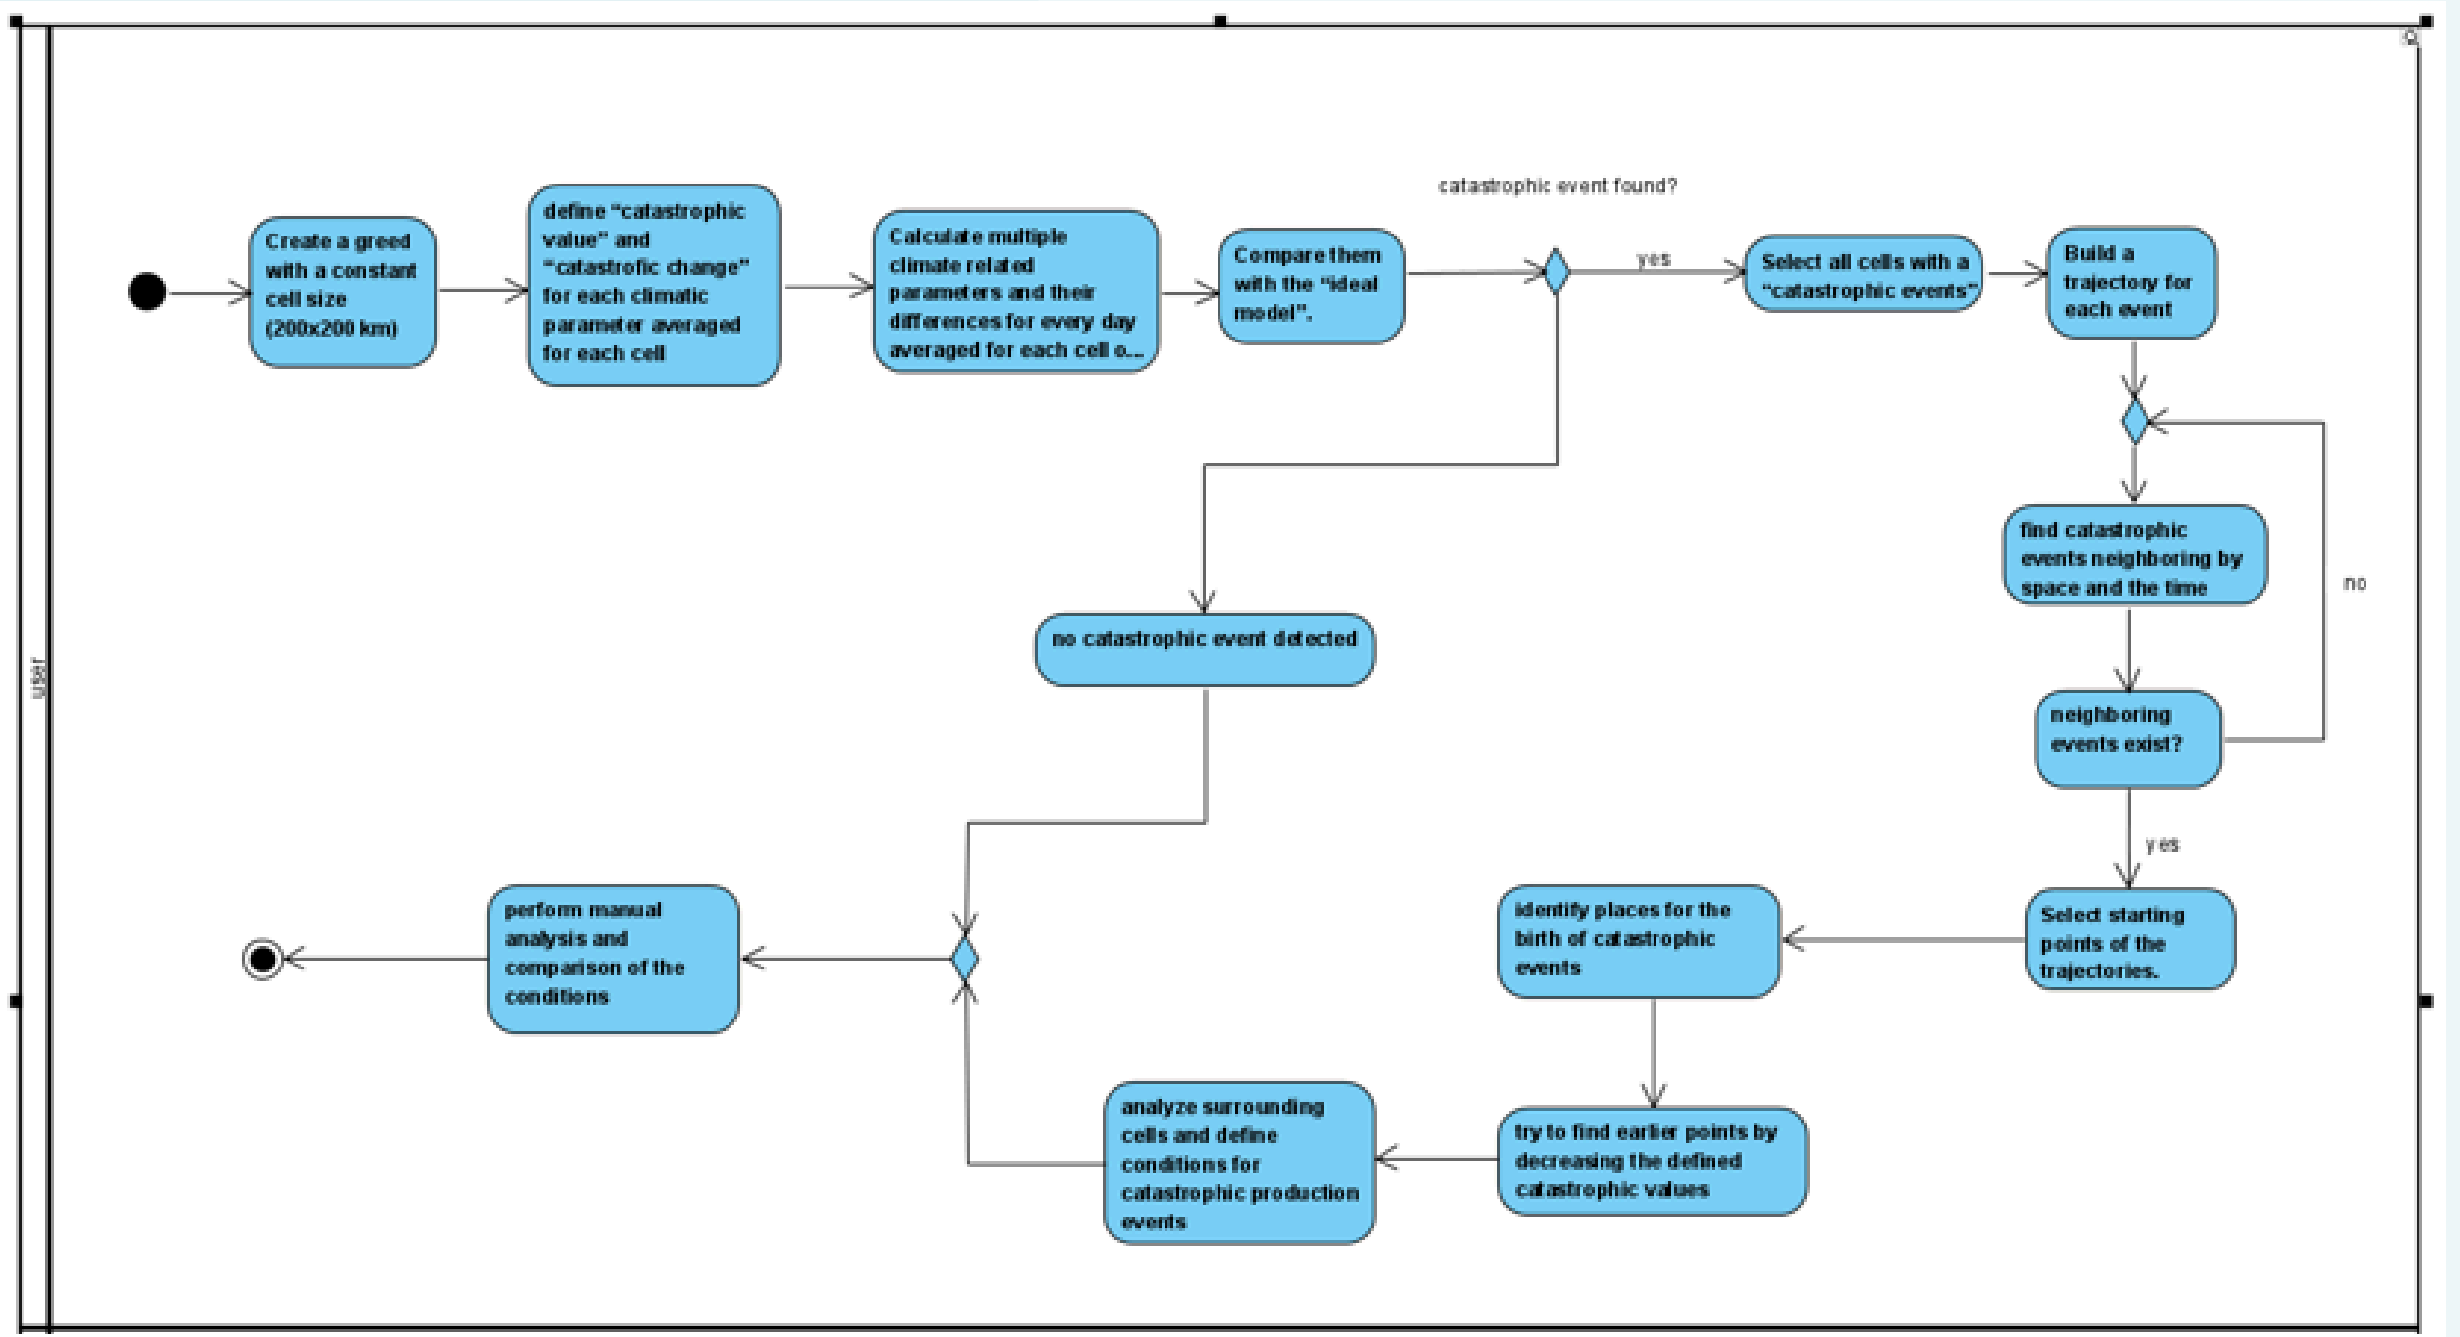 user
Create a greed
with a constant
cell size
(200x200 km)
define "catastrophic
value" and
"catastrofic change"
for each climatic
parameter averaged
for each cell
Calculate multiple
climate related
parameters and their
differences for every day
averaged for each cell o...
Compare them
with the "ideal
model".
catastrophic event found?
yes
Select all cells with a
"catastrophic events"
Build a
trajectory for
each event
find catastrophic
events neighboring by
space and the time
no
neighboring
events exist?
yes
Select starting
points of the
trajectories.
identify places for the
birth of catastrophic
events
try to find earlier points by
decreasing the defined
catastrophic values
analyze surrounding
cells and define
conditions for
catastrophic production
events
no catastrophic event detected
perform manual
analysis and
comparison of the
conditions